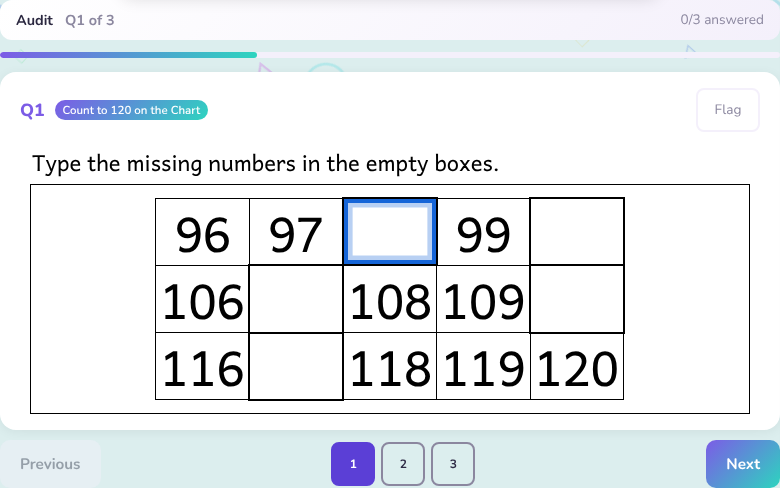 Audit Q1 of 3 0/3 answered
Q1 Count to 120 on the Chart Flag
Type the missing numbers in the empty boxes.
96 97 99
106 108 109
116 118 119 120
Previous 1 2 3 Next